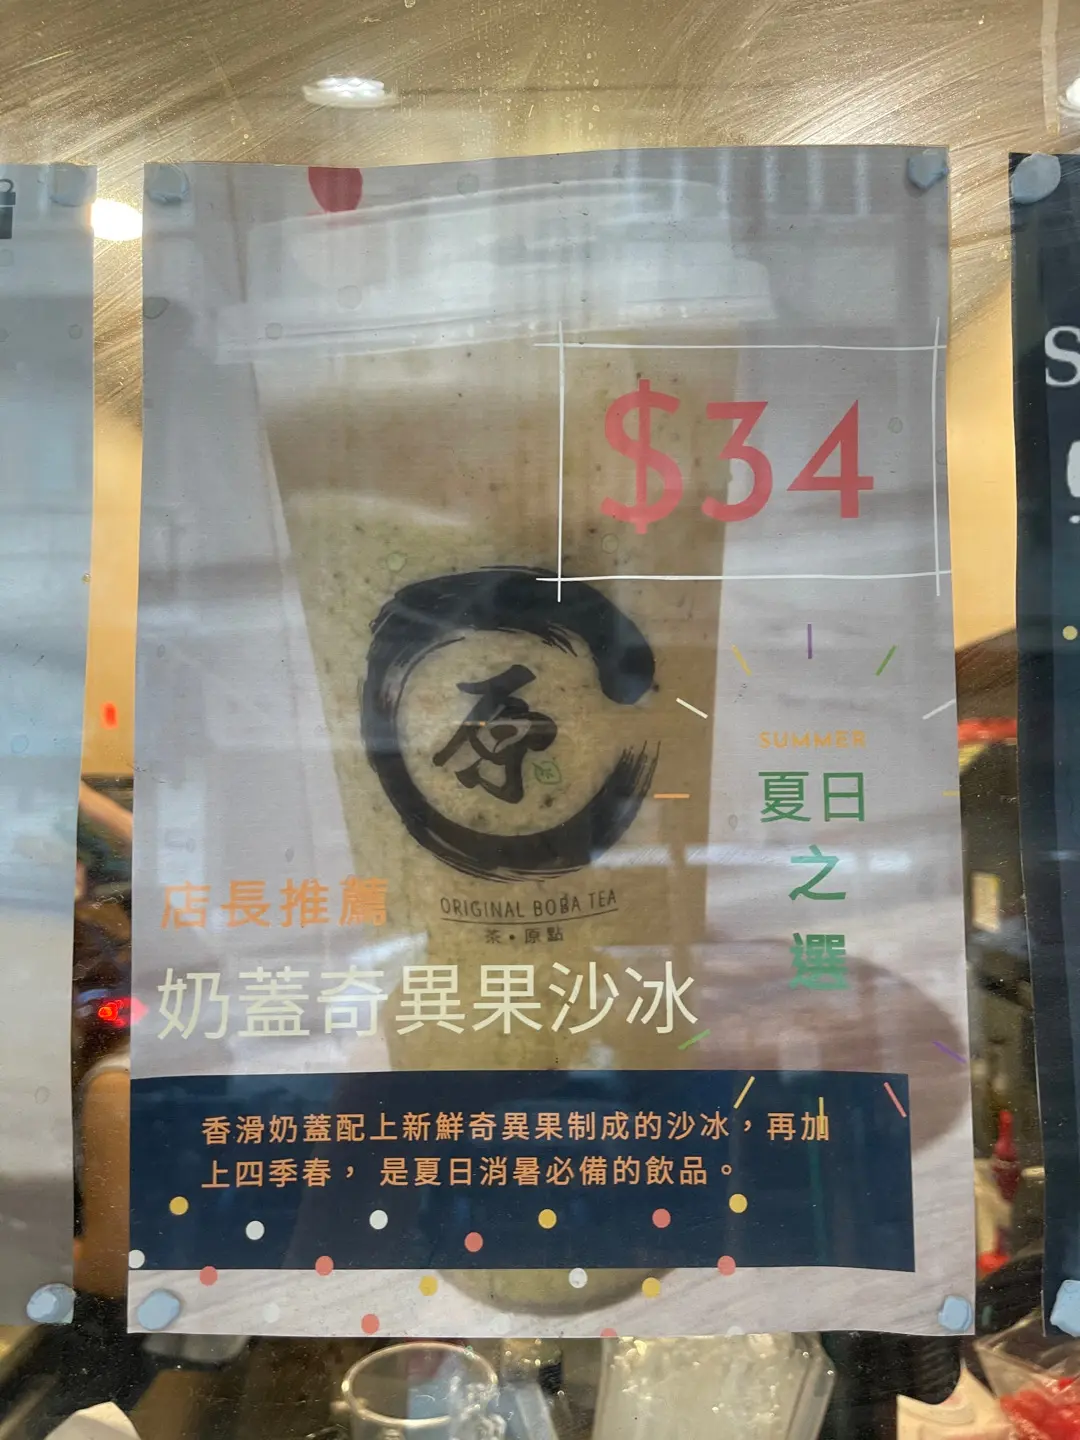 $34
原
SUMMER
夏日
之
選
店長推薦
ORIGINAL BOBA TEA
茶•原點
奶蓋奇異果沙冰
香滑奶蓋配上新鮮奇異果制成的沙冰，再加
上四季春， 是夏日消暑必備的飲品。
S